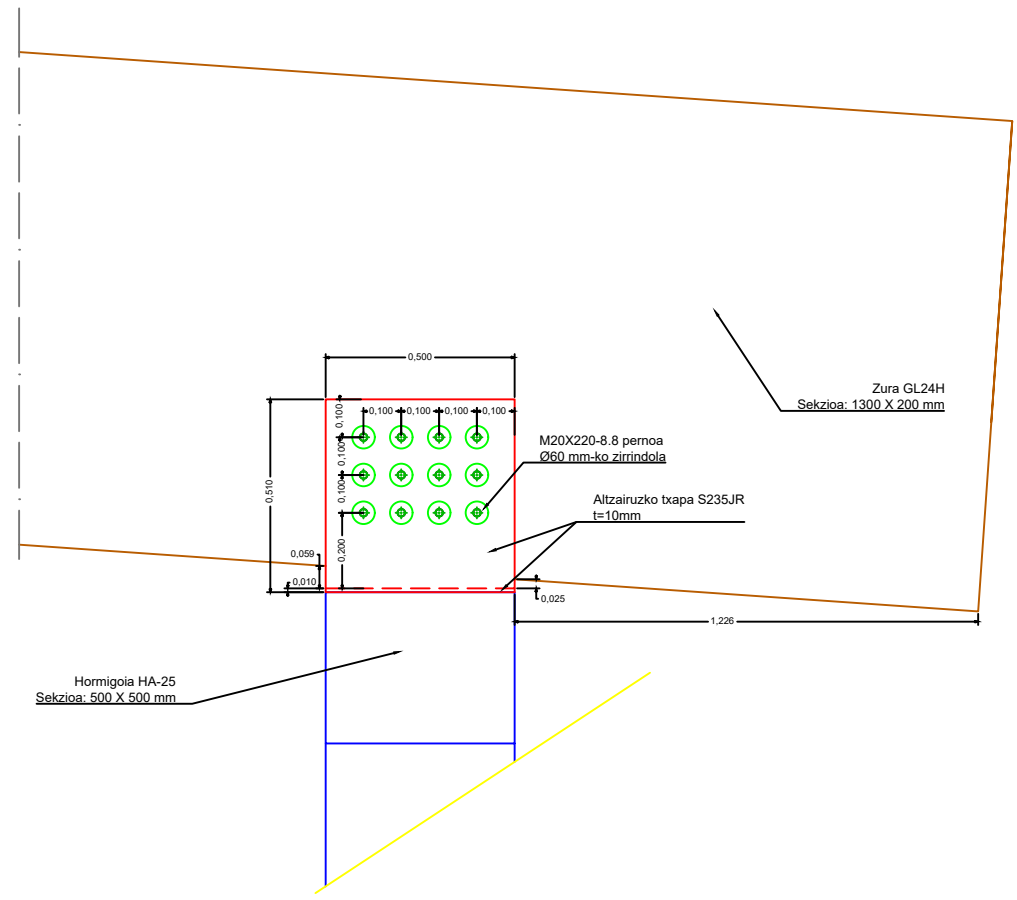 0,500
0,100
0,100
0,100
0,100
0,100
0,100
0,100
0,510
0,200
0,059
0,010
0,025
1,226
Zura GL24H
Sekzioa: 1300 X 200 mm
M20X220-8.8 pernoa
Ø60 mm-ko zirrindola
Altzairuzko txapa S235JR
t=10mm
Hormigoia HA-25
Sekzioa: 500 X 500 mm